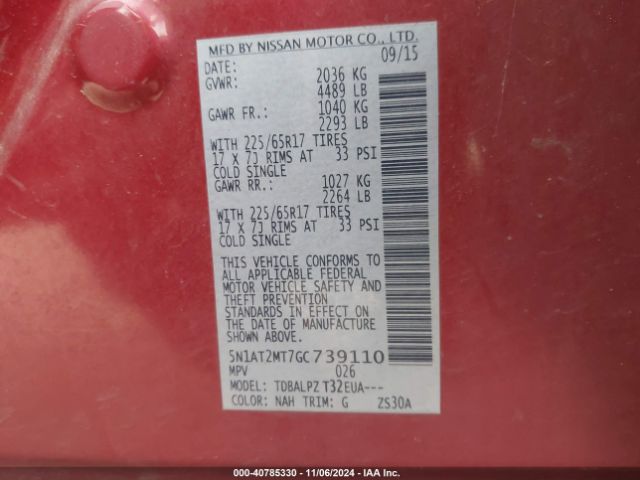 MFD BY NISSAN MOTOR CO., LTD.
DATE: 09/15
GVWR: 2036 KG
4489 LB
GAWR FR.: 1040 KG
2293 LB
WITH 225/65R17 TIRES
17 X 7J RIMS AT 33 PSI
COLD SINGLE
GAWR RR.: 1027 KG
2264 LB
WITH 225/65R17 TIRES
17 X 7J RIMS AT 33 PSI
COLD SINGLE
THIS VEHICLE CONFORMS TO
ALL APPLICABLE FEDERAL
MOTOR VEHICLE SAFETY AND
THEFT PREVENTION
STANDARDS IN EFFECT ON
THE DATE OF MANUFACTURE
SHOWN ABOVE.
5N1AT2MT7GC739110
MPV 026
MODEL: TDBALPZ T32EUA---
COLOR: NAH TRIM: G ZS30A
000-40785330 - 11/06/2024 - IAA Inc.